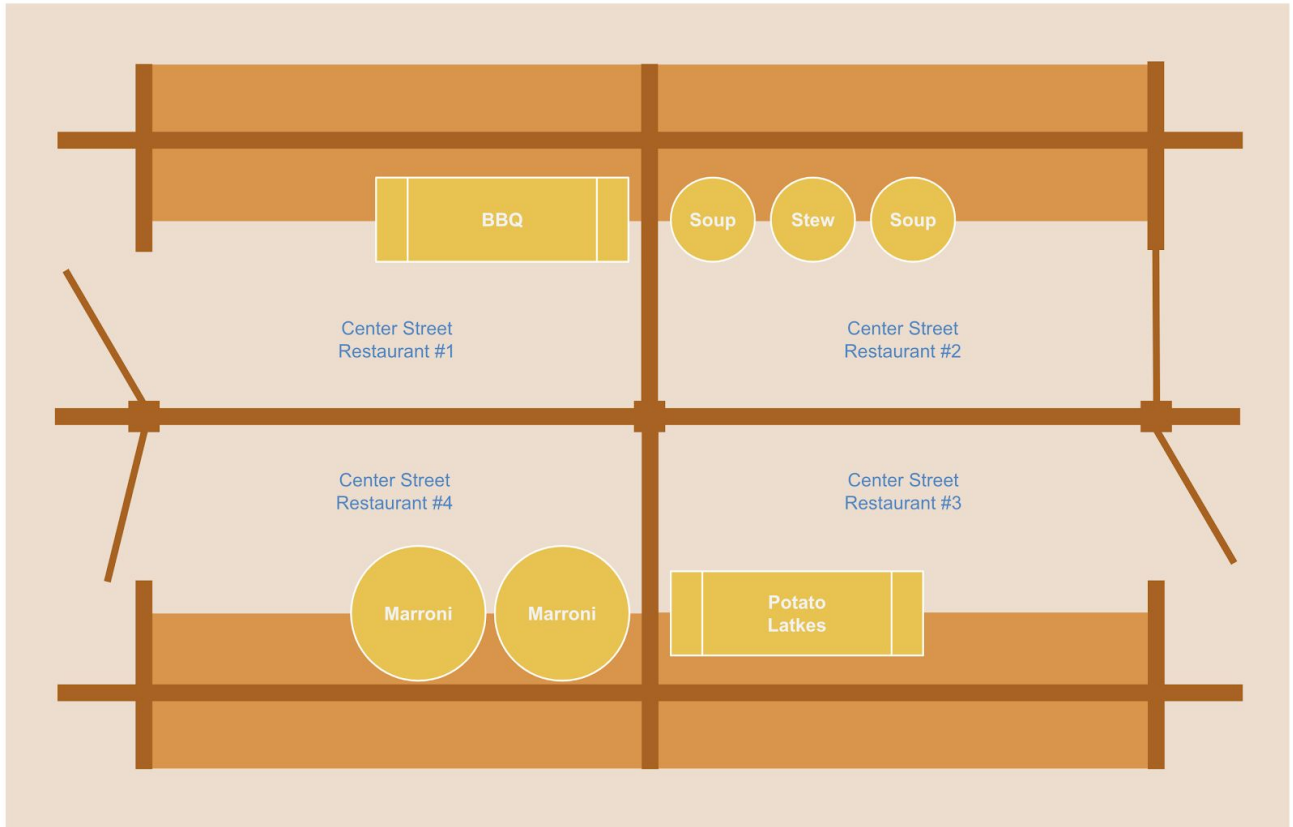 BBQ
Soup
Stew
Soup
Center Street
Restaurant #1
Center Street
Restaurant #2
Center Street
Restaurant #4
Center Street
Restaurant #3
Marroni
Marroni
Potato
Latkes